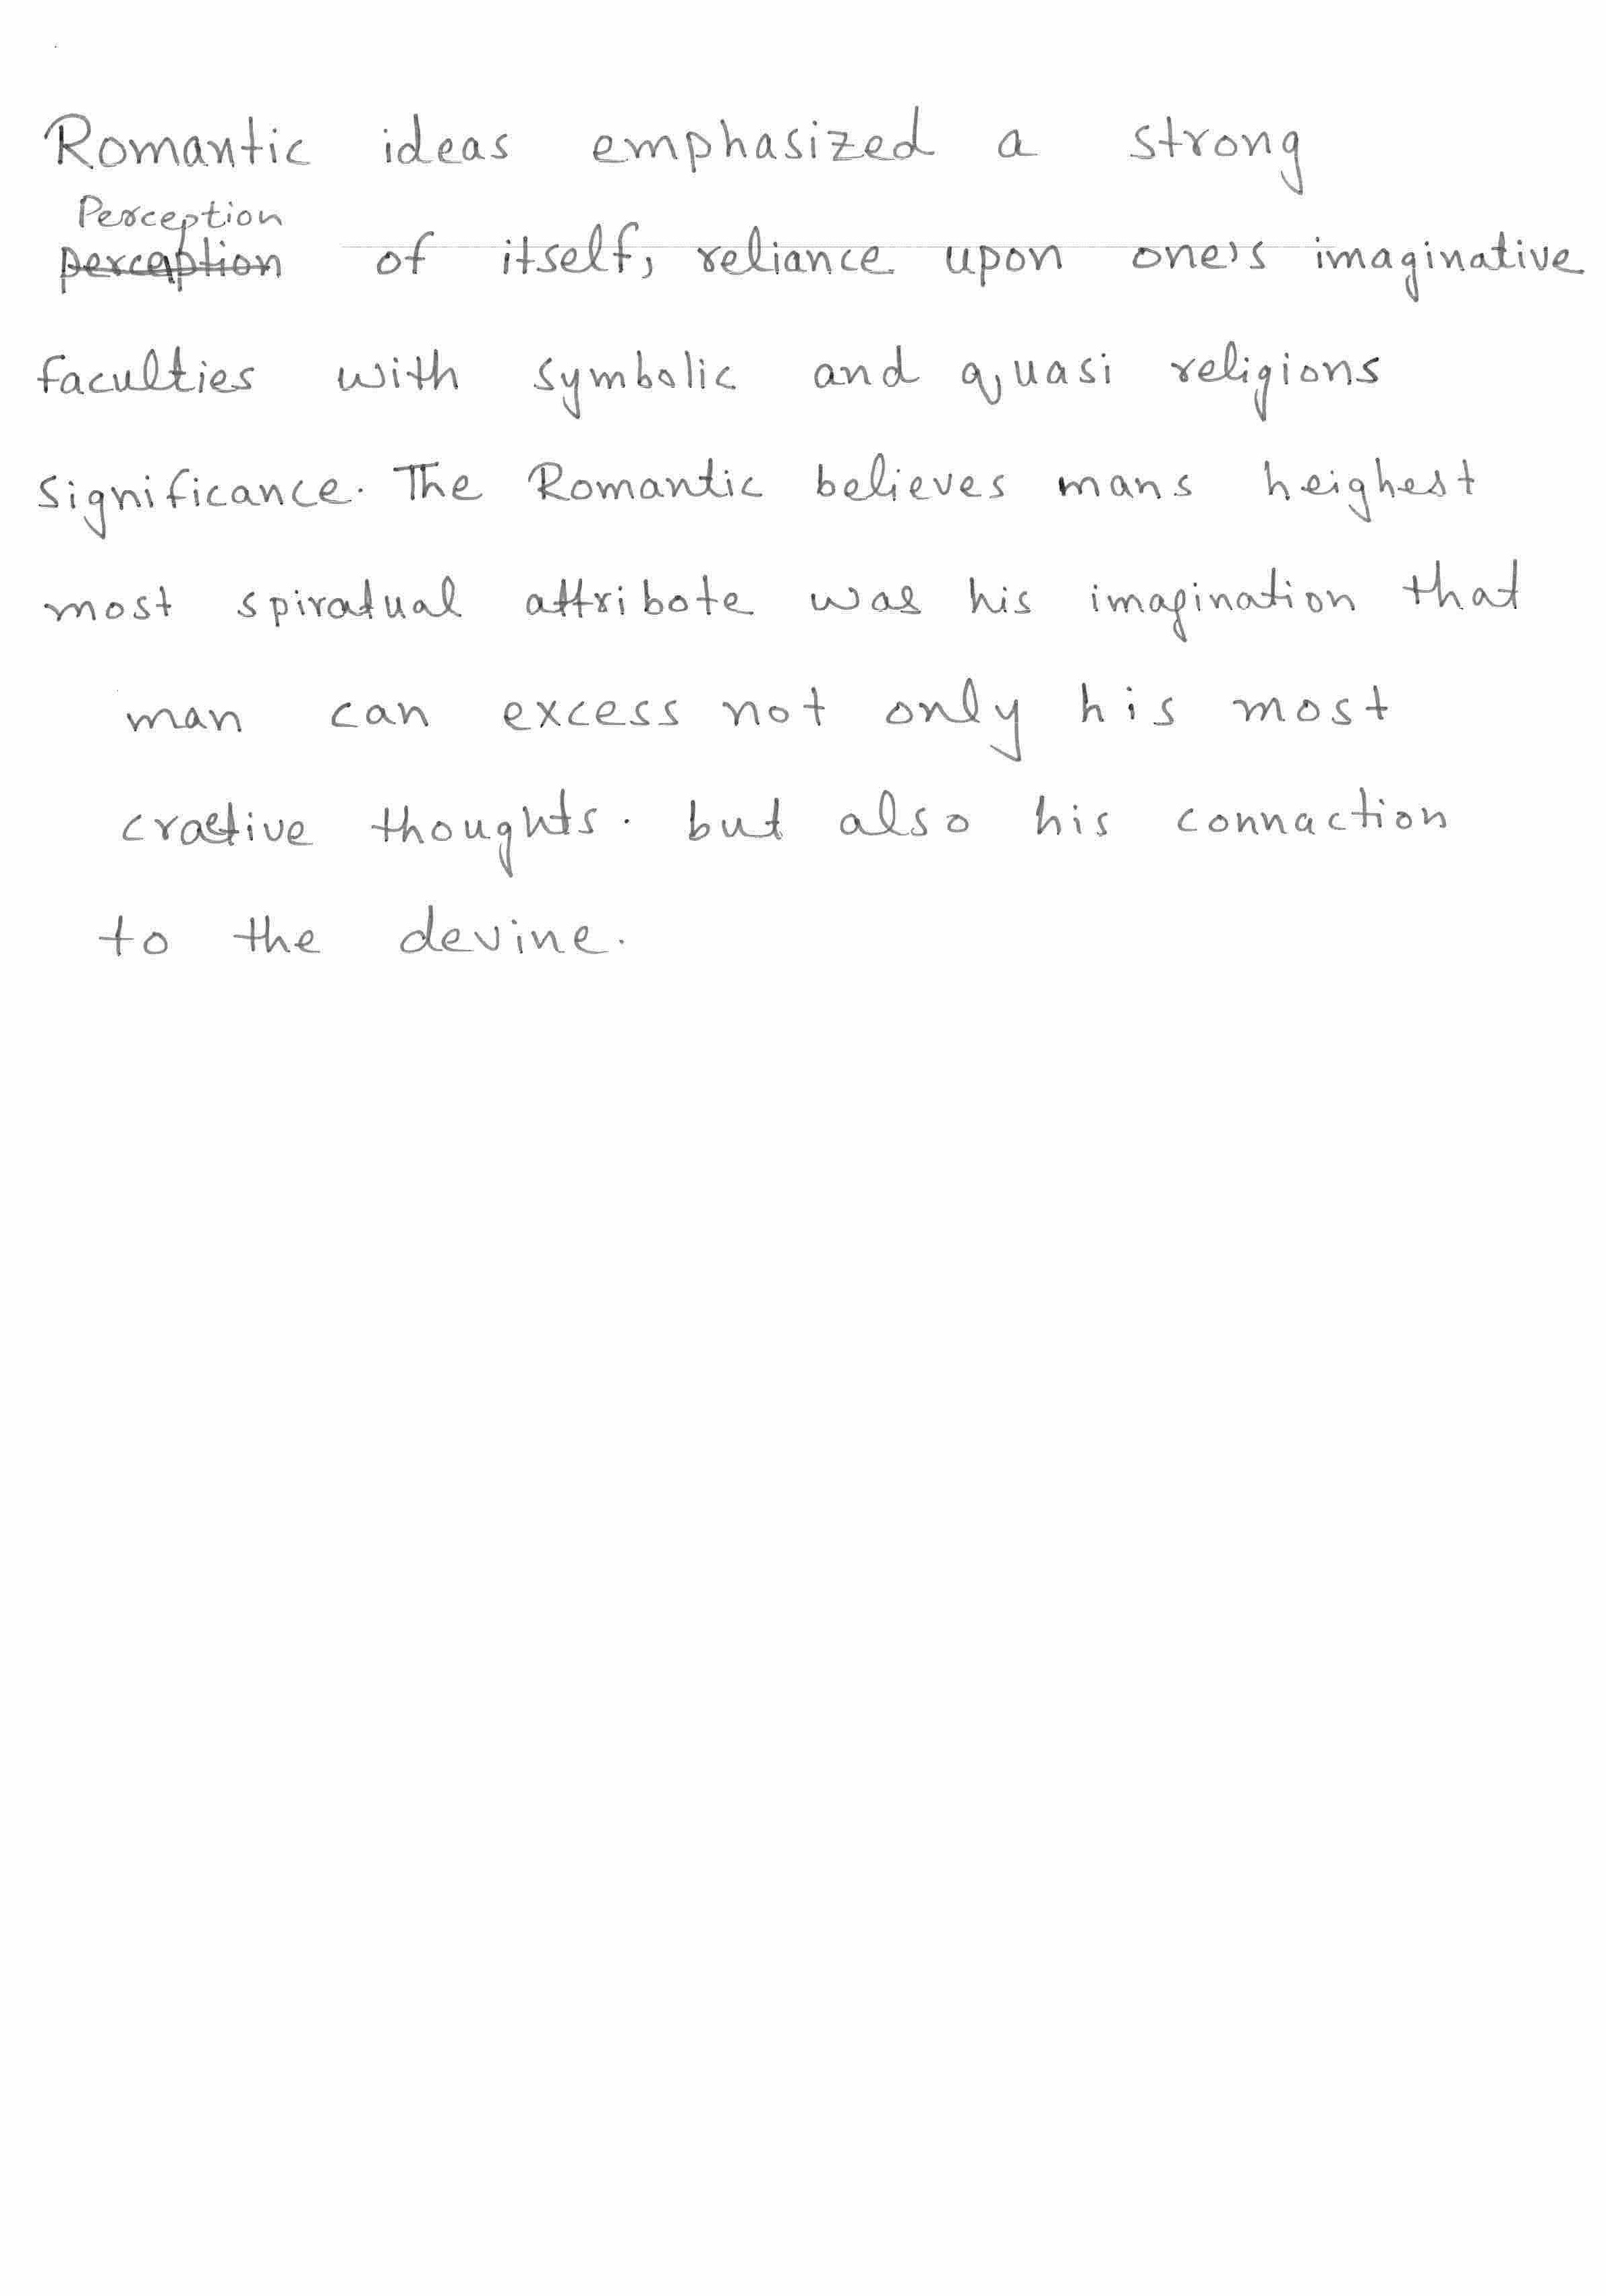 Romantic ideas emphasized a strong
Perception
perception of itself, reliance upon one's imaginative
faculties with symbolic and quasi religions
significance. The Romantic believes mans heighest
most spiratual attribote was his imagination that
man can excess not only his most
craetive thoughts. but also his connaction
to the devine.